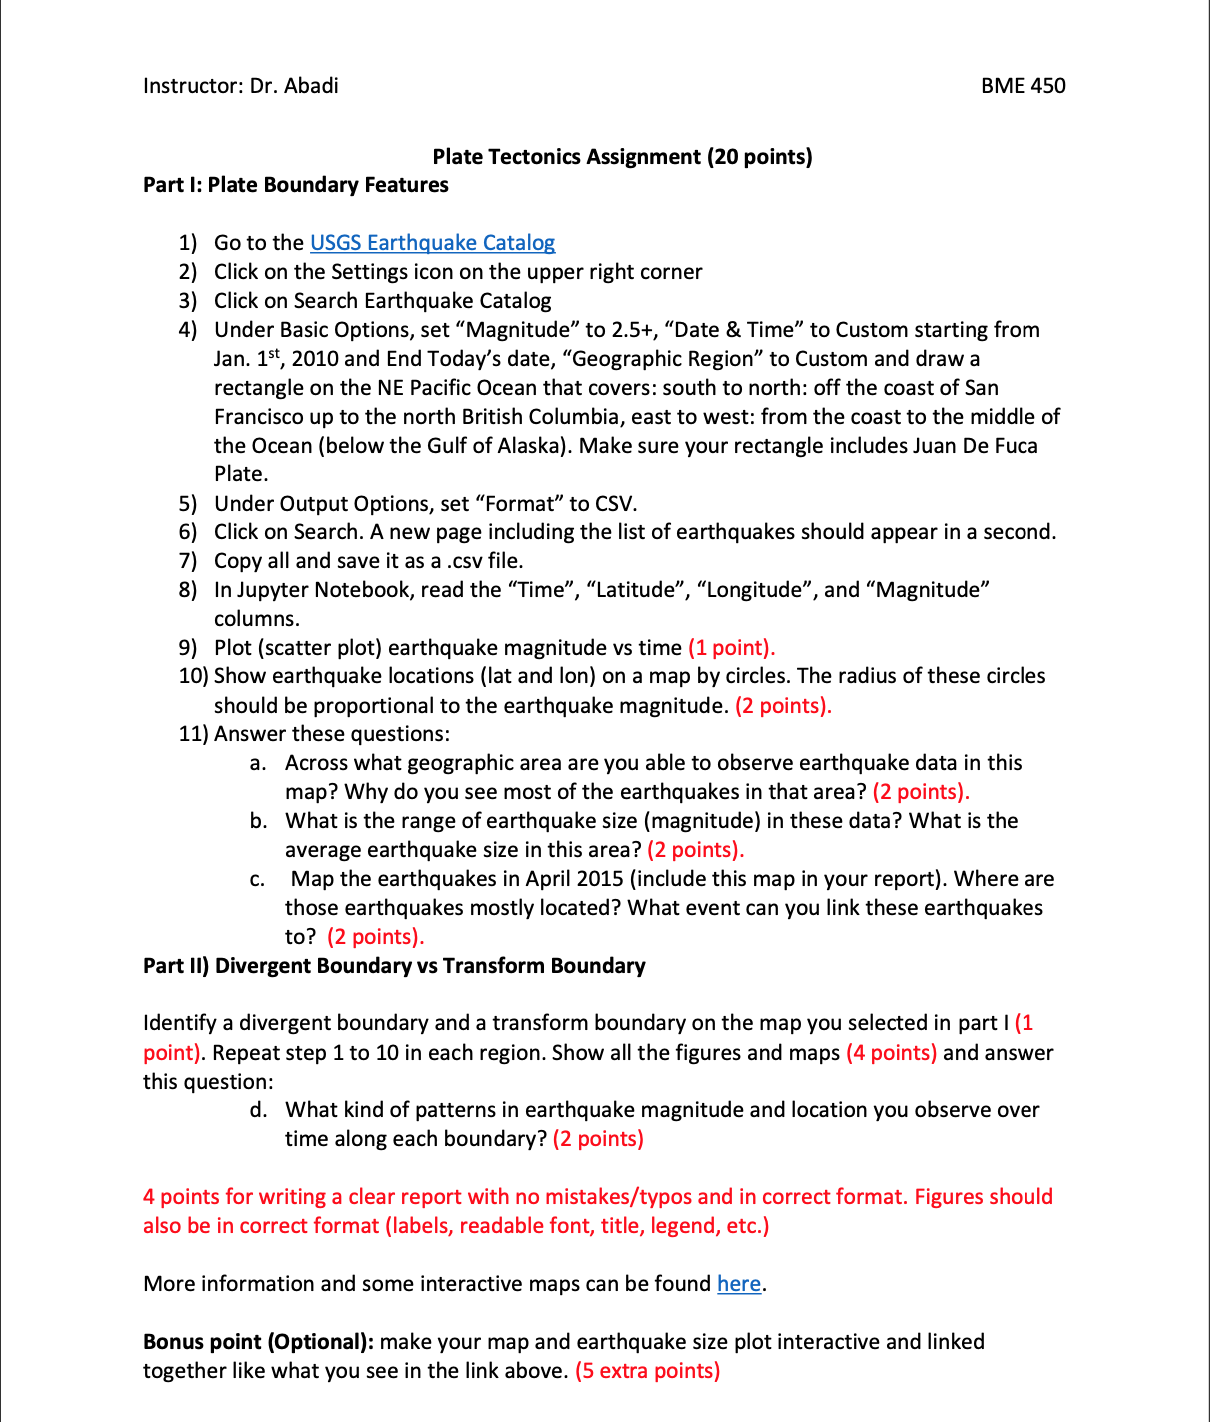 Instructor: Dr. Abadi BME 450
Plate Tectonics Assignment (20 points)
Part I: Plate Boundary Features
1) Go to the USGS Earthquake Catalog
2) Click on the Settings icon on the upper right corner
3) Click on Search Earthquake Catalog
4) Under Basic Options, set “Magnitude” to 2.5+, “Date & Time” to Custom starting from
Jan. 1st, 2010 and End Today’s date, “Geographic Region” to Custom and draw a
rectangle on the NE Pacific Ocean that covers: south to north: off the coast of San
Francisco up to the north British Columbia, east to west: from the coast to the middle of
the Ocean (below the Gulf of Alaska). Make sure your rectangle includes Juan De Fuca
Plate.
5) Under Output Options, set “Format” to CSV.
6) Click on Search. A new page including the list of earthquakes should appear in a second.
7) Copy all and save it as a .csv file.
8) In Jupyter Notebook, read the “Time”, “Latitude”, “Longitude”, and “Magnitude”
columns.
9) Plot (scatter plot) earthquake magnitude vs time (1 point).
10) Show earthquake locations (lat and lon) on a map by circles. The radius of these circles
should be proportional to the earthquake magnitude. (2 points).
11) Answer these questions:
a. Across what geographic area are you able to observe earthquake data in this
map? Why do you see most of the earthquakes in that area? (2 points).
b. What is the range of earthquake size (magnitude) in these data? What is the
average earthquake size in this area? (2 points).
c. Map the earthquakes in April 2015 (include this map in your report). Where are
those earthquakes mostly located? What event can you link these earthquakes
to? (2 points).
Part II) Divergent Boundary vs Transform Boundary
Identify a divergent boundary and a transform boundary on the map you selected in part I (1
point). Repeat step 1 to 10 in each region. Show all the figures and maps (4 points) and answer
this question:
d. What kind of patterns in earthquake magnitude and location you observe over
time along each boundary? (2 points)
4 points for writing a clear report with no mistakes/typos and in correct format. Figures should
also be in correct format (labels, readable font, title, legend, etc.)
More information and some interactive maps can be found here.
Bonus point (Optional): make your map and earthquake size plot interactive and linked
together like what you see in the link above. (5 extra points)